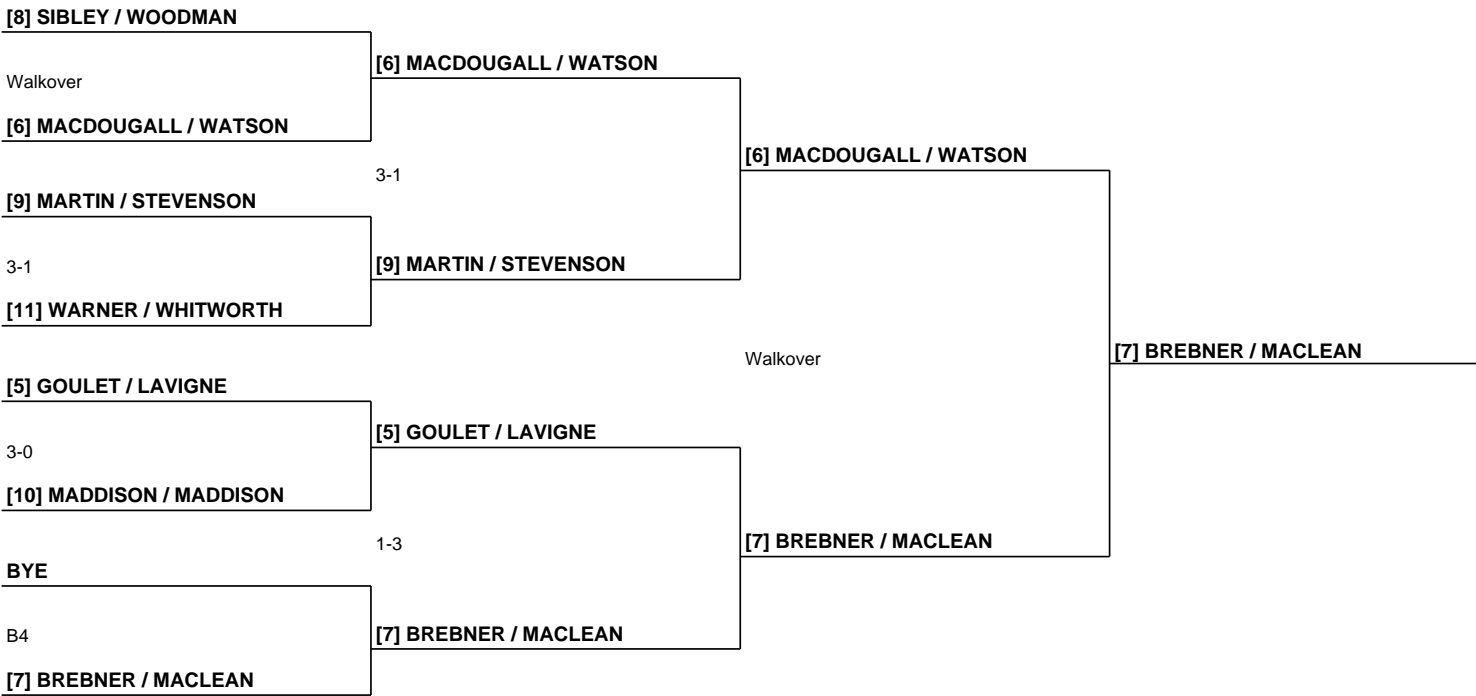 [8] SIBLEY / WOODMAN
Walkover
[6] MACDOUGALL / WATSON
[9] MARTIN / STEVENSON
3-1
[11] WARNER / WHITWORTH
[5] GOULET / LAVIGNE
3-0
[10] MADDISON / MADDISON
BYE
B4
[7] BREBNER / MACLEAN
[6] MACDOUGALL / WATSON
3-1
[9] MARTIN / STEVENSON
[5] GOULET / LAVIGNE
1-3
[7] BREBNER / MACLEAN
[6] MACDOUGALL / WATSON
Walkover
[7] BREBNER / MACLEAN
[7] BREBNER / MACLEAN